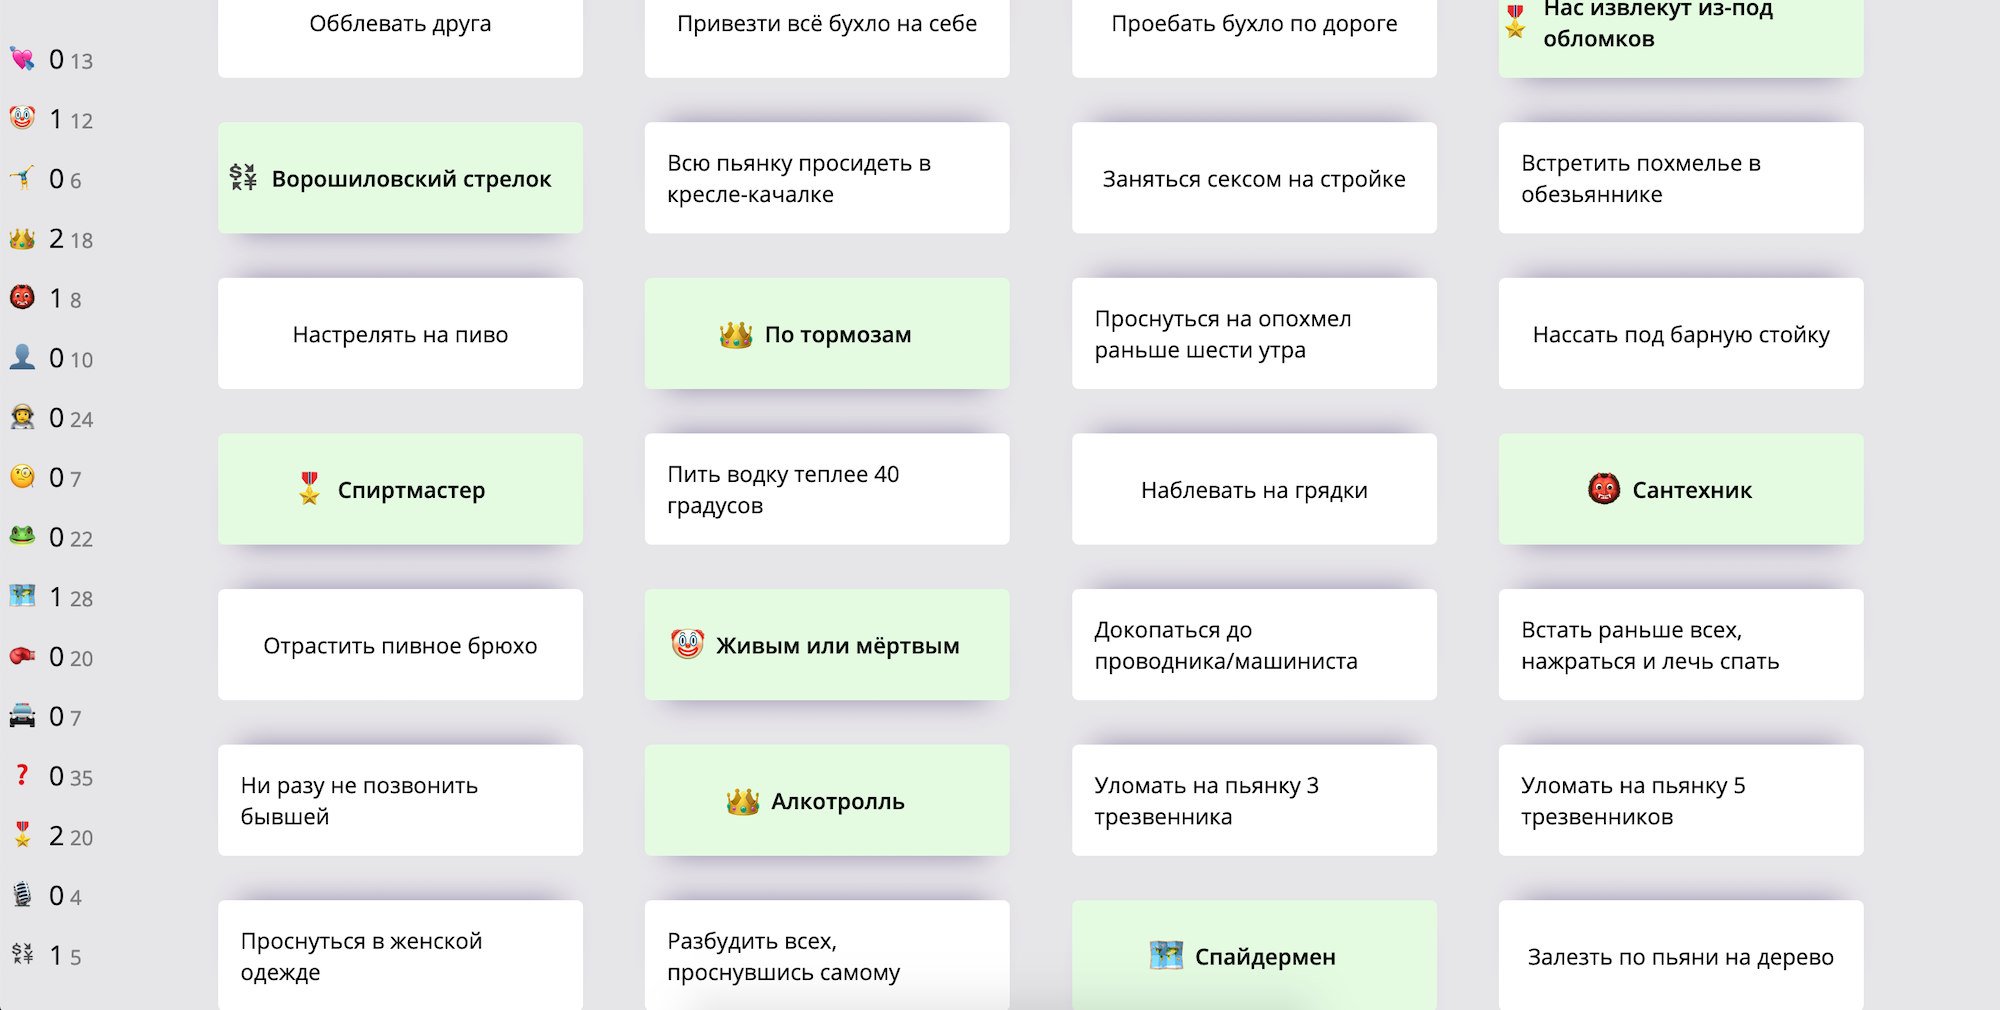 Обблевать друга
Привезти всё бухло на себе
Проебать бухло по дороге
Нас извлекут из-под
обломков
0 13
1 12
0 6
2 18
1 8
0 10
0 24
0 7
0 22
1 28
0 20
0 7
0 35
2 20
0 4
1 5
Ворошиловский стрелок
Всю пьянку просидеть в
кресле-качалке
Заняться сексом на стройке
Встретить похмелье в
обезьяннике
Настрелять на пиво
По тормозам
Проснуться на опохмел
раньше шести утра
Нассать под барную стойку
Спиртмастер
Пить водку теплее 40
градусов
Наблевать на грядки
Сантехник
Отрастить пивное брюхо
Живым или мёртвым
Докопаться до
проводника/машиниста
Встать раньше всех,
нажраться и лечь спать
Ни разу не позвонить
бывшей
Алкотролль
Уломать на пьянку 3
трезвенника
Уломать на пьянку 5
трезвенников
Проснуться в женской
одежде
Разбудить всех,
проснувшись самому
Спайдермен
Залезть по пьяни на дерево